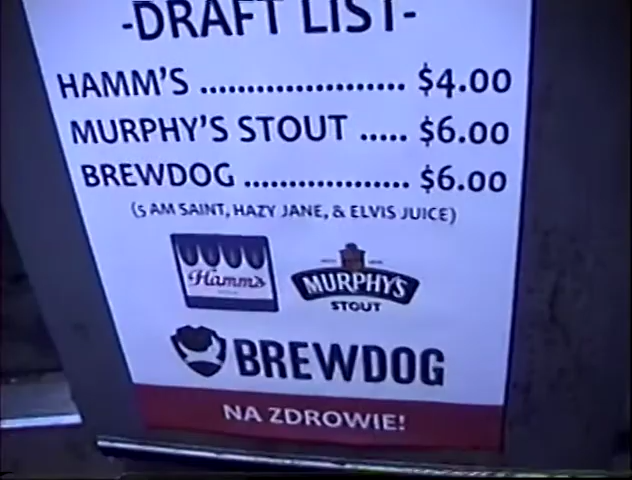 -DRAFT LIST-
HAMM'S ..................... $4.00
MURPHY'S STOUT ..... $6.00
BREWDOG ................. $6.00
(5 AM SAINT, HAZY JANE, & ELVIS JUICE)
Hamm's
MURPHY'S
STOUT
BREWDOG
NA ZDROWIE!